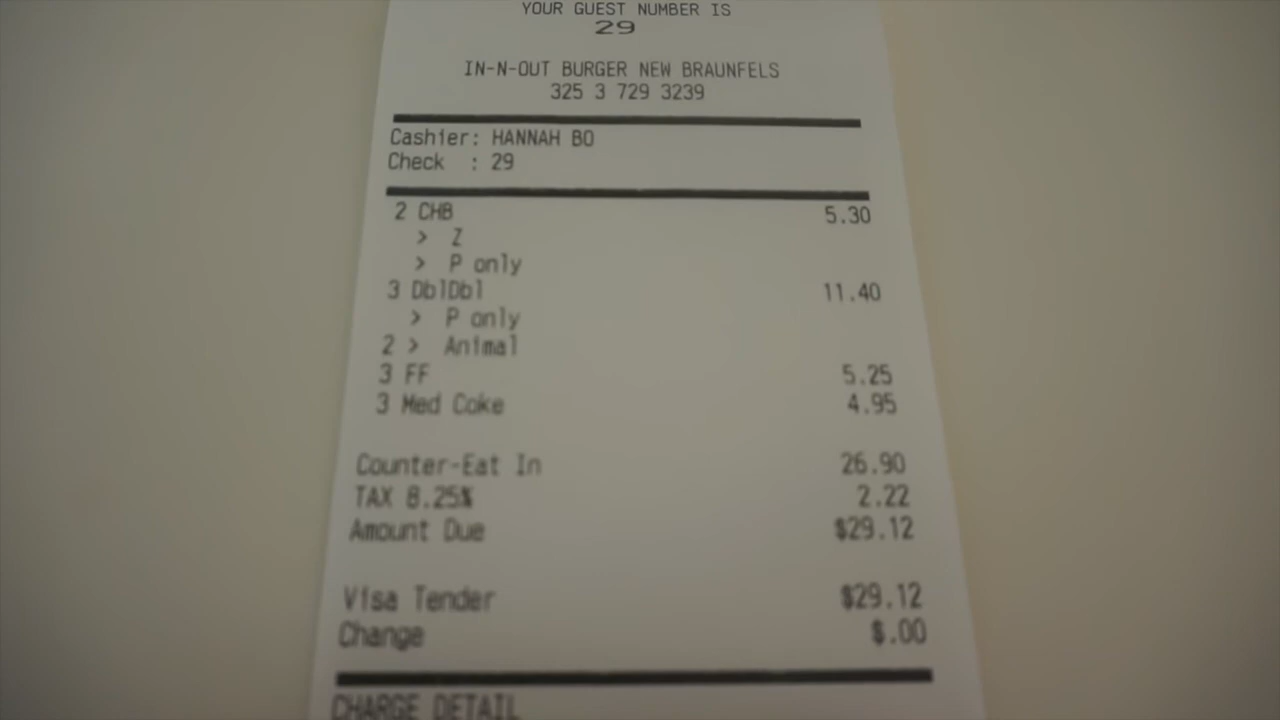 YOUR GUEST NUMBER IS
29
IN-N-OUT BURGER NEW BRAUNFELS
325 3 729 3239
Cashier: HANNAH BO
Check : 29
2 CHB 5.30
> Z
> P only
3 DblDbl 11.40
> P only
2 > Animal
3 FF 5.25
3 Med Coke 4.95
Counter-Eat In 26.90
TAX 8.25% 2.22
Amount Due $29.12
Visa Tender $29.12
Change $.00
CHARGE DETAIL